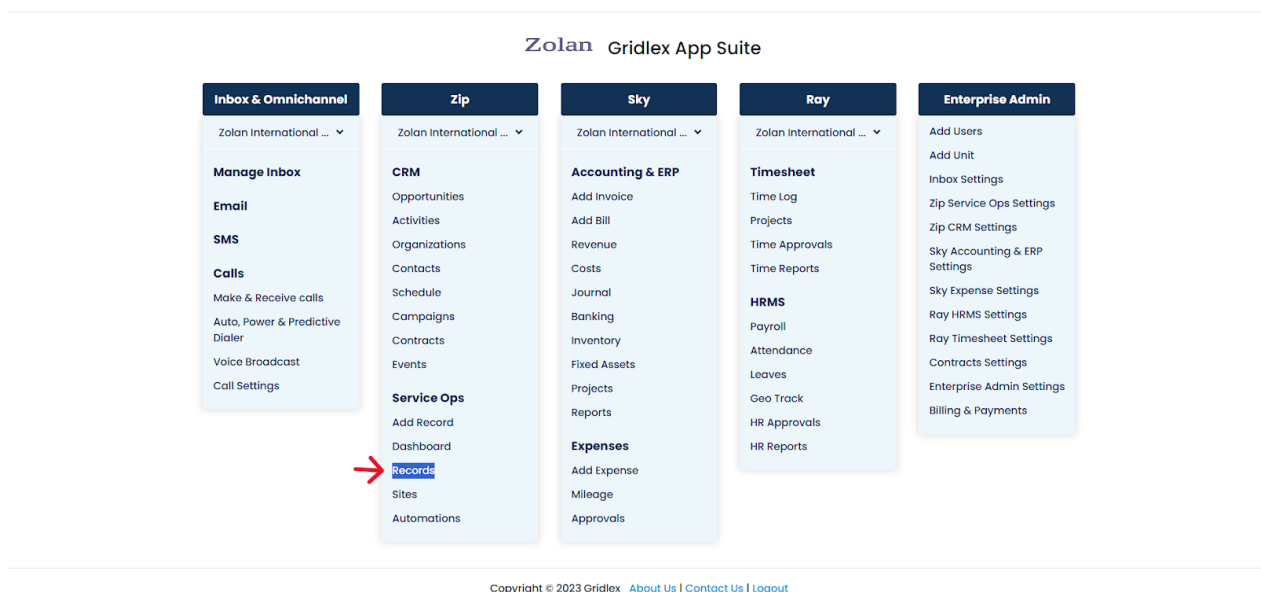 Zolan Gridlex App Suite
Inbox & Omnichannel
Zolan International ...
Manage Inbox
Email
SMS
Calls
Make & Receive calls
Auto, Power & Predictive
Dialer
Voice Broadcast
Call Settings
Zip
Zolan International ...
CRM
Opportunities
Activities
Organizations
Contacts
Schedule
Campaigns
Contracts
Events
Service Ops
Add Record
Dashboard
Records
Sites
Automations
Sky
Zolan International ...
Accounting & ERP
Add Invoice
Add Bill
Revenue
Costs
Journal
Banking
Inventory
Fixed Assets
Projects
Reports
Expenses
Add Expense
Mileage
Approvals
Ray
Zolan International ...
Timesheet
Time Log
Projects
Time Approvals
Time Reports
HRMS
Payroll
Attendance
Leaves
Geo Track
HR Approvals
HR Reports
Enterprise Admin
Add Users
Add Unit
Inbox Settings
Zip Service Ops Settings
Zip CRM Settings
Sky Accounting & ERP
Settings
Sky Expense Settings
Ray HRMS Settings
Ray Timesheet Settings
Contracts Settings
Enterprise Admin Settings
Billing & Payments
Copyright © 2023 Gridlex About Us | Contact Us | Logout